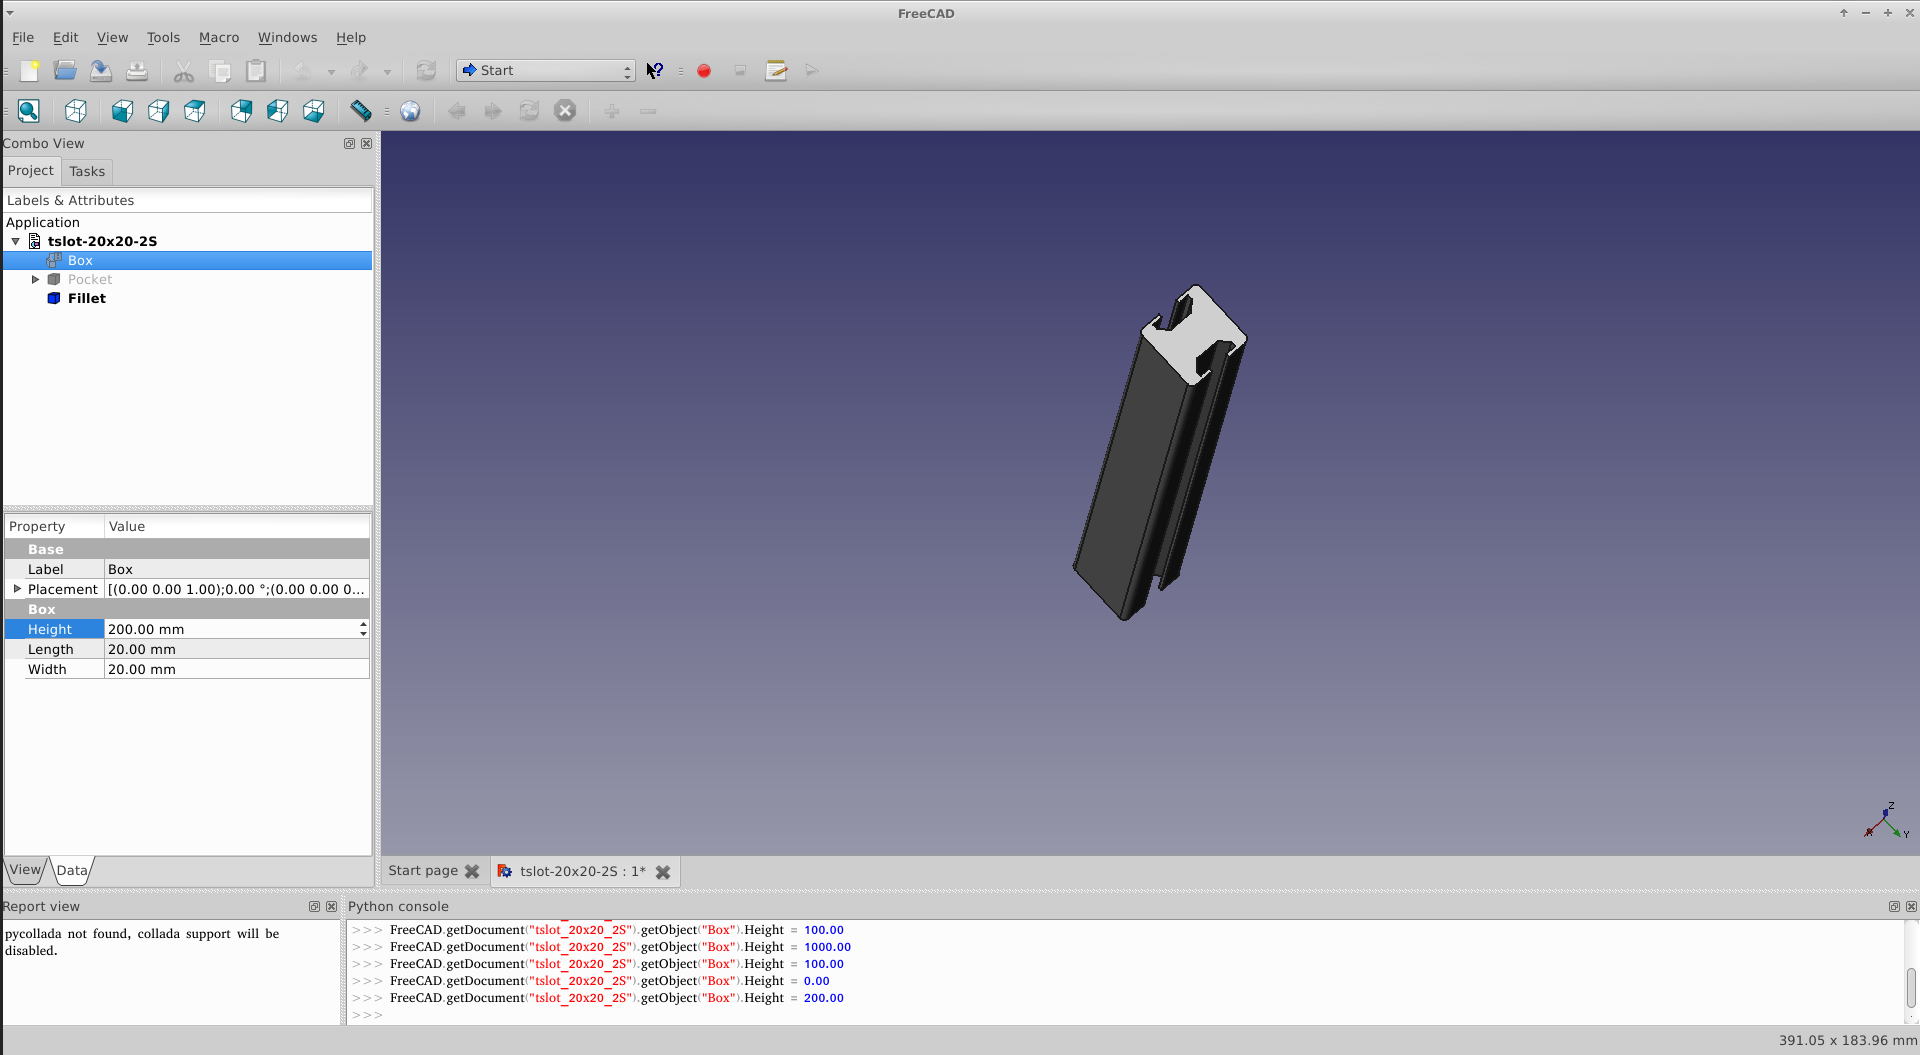 FreeCAD
File Edit View Tools Macro Windows Help
Start
Combo View
Project Tasks
Labels & Attributes
Application
tslot-20x20-2S
Box
Pocket
Fillet
Property Value
Base
Label Box
Placement [(0.00 0.00 1.00);0.00 °;(0.00 0.00 0...
Box
Height 200.00 mm
Length 20.00 mm
Width 20.00 mm
View Data
Z
X
Y
Start page tslot-20x20-2S : 1*
Report view
pycollada not found, collada support will be
disabled.
Python console
>>> FreeCAD.getDocument("tslot_20x20_2S").getObject("Box").Height = 100.00
>>> FreeCAD.getDocument("tslot_20x20_2S").getObject("Box").Height = 1000.00
>>> FreeCAD.getDocument("tslot_20x20_2S").getObject("Box").Height = 100.00
>>> FreeCAD.getDocument("tslot_20x20_2S").getObject("Box").Height = 0.00
>>> FreeCAD.getDocument("tslot_20x20_2S").getObject("Box").Height = 200.00
>>>
391.05 x 183.96 mm